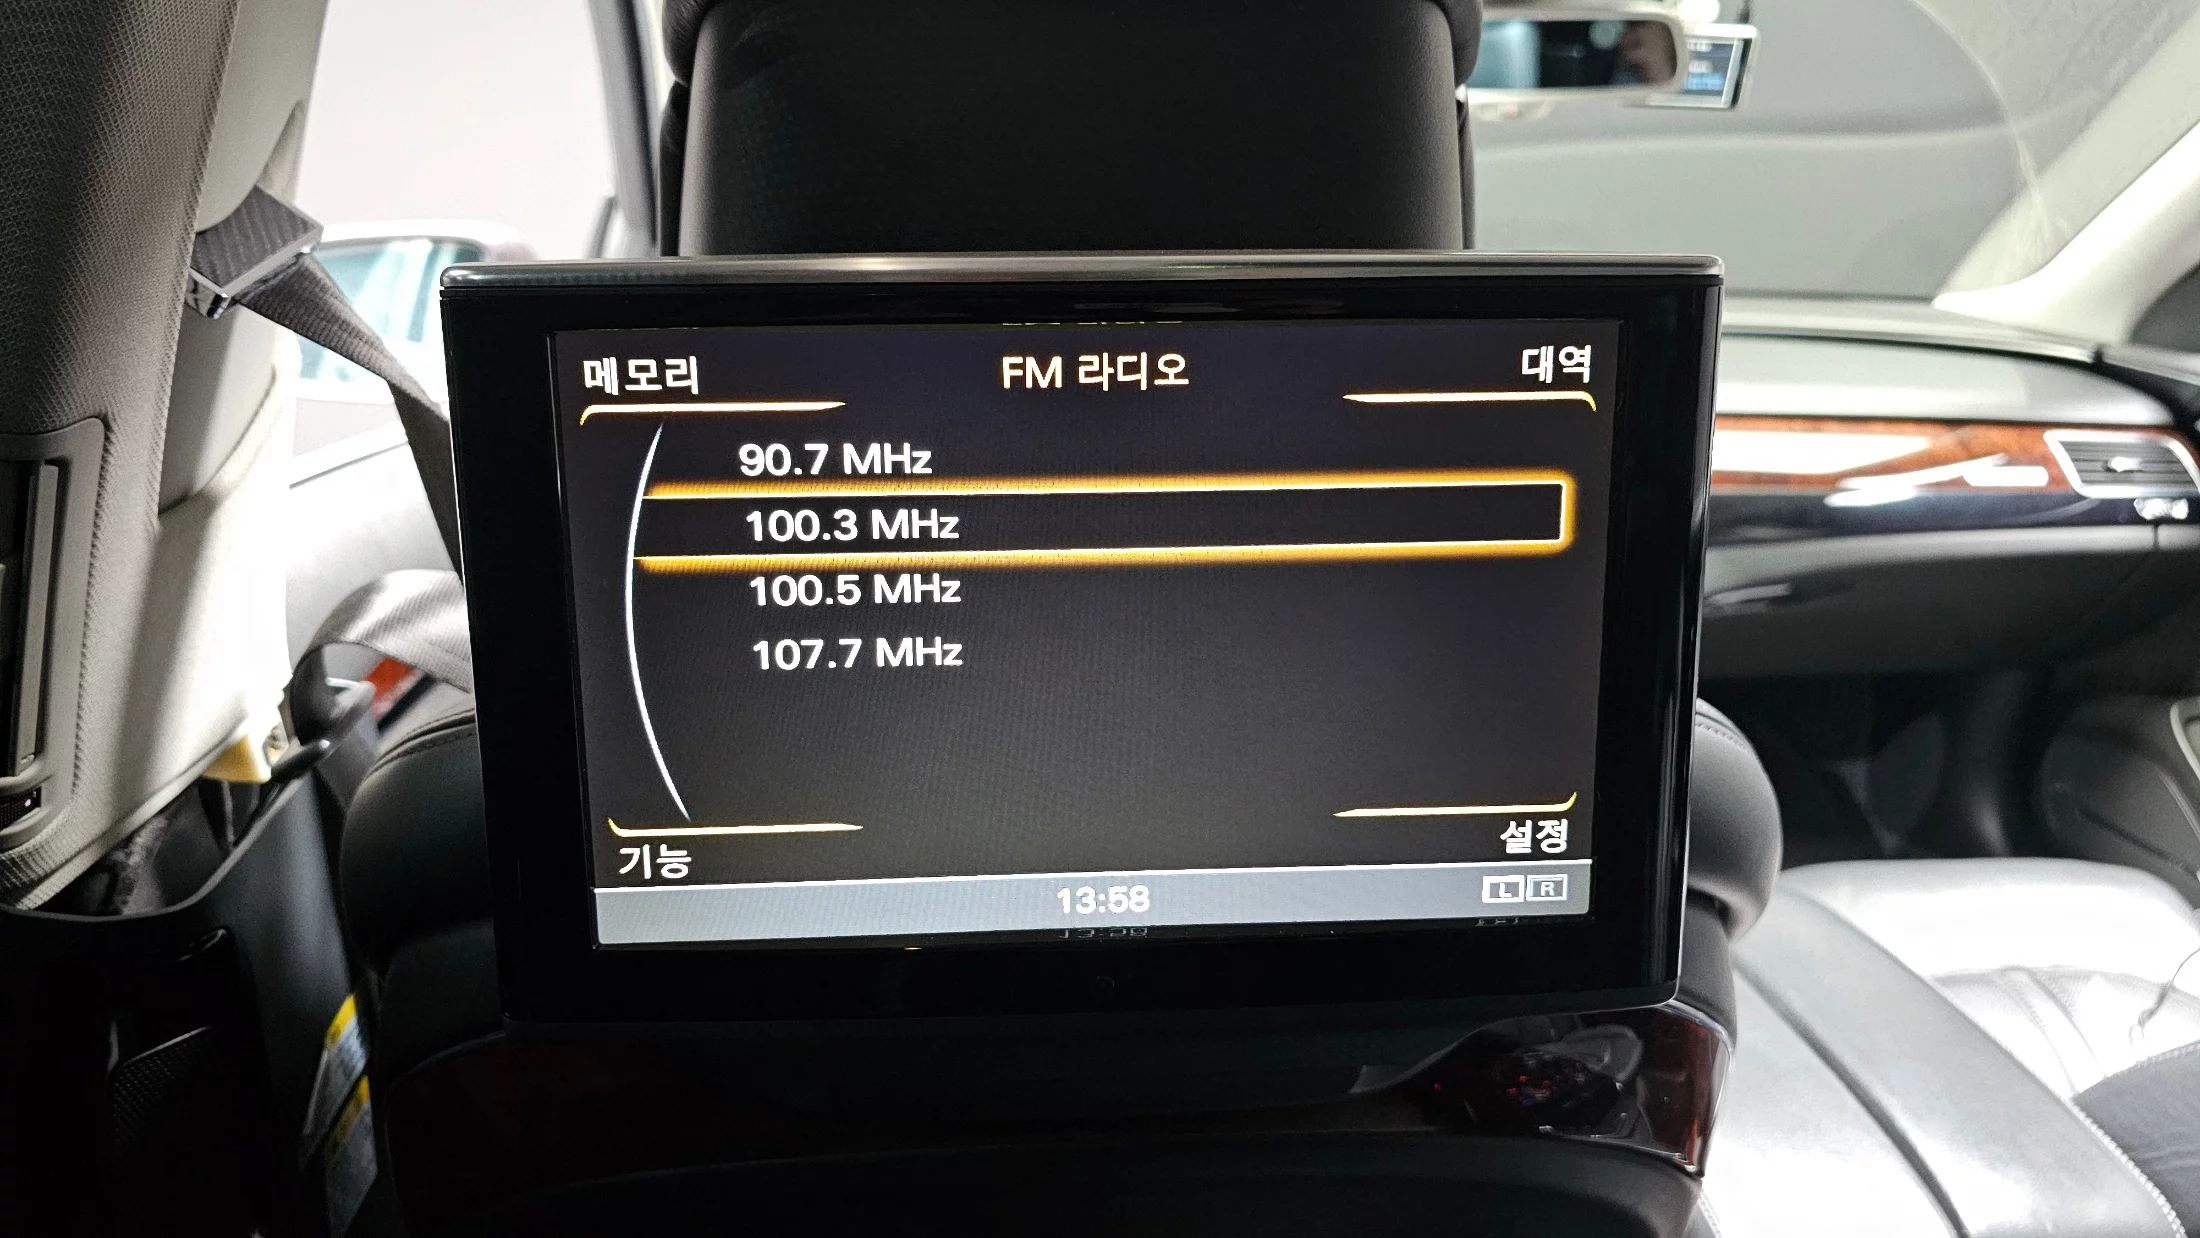 메모리
FM 라디오
대역
90.7 MHz
100.3 MHz
100.5 MHz
107.7 MHz
기능
설정
13:58
L R